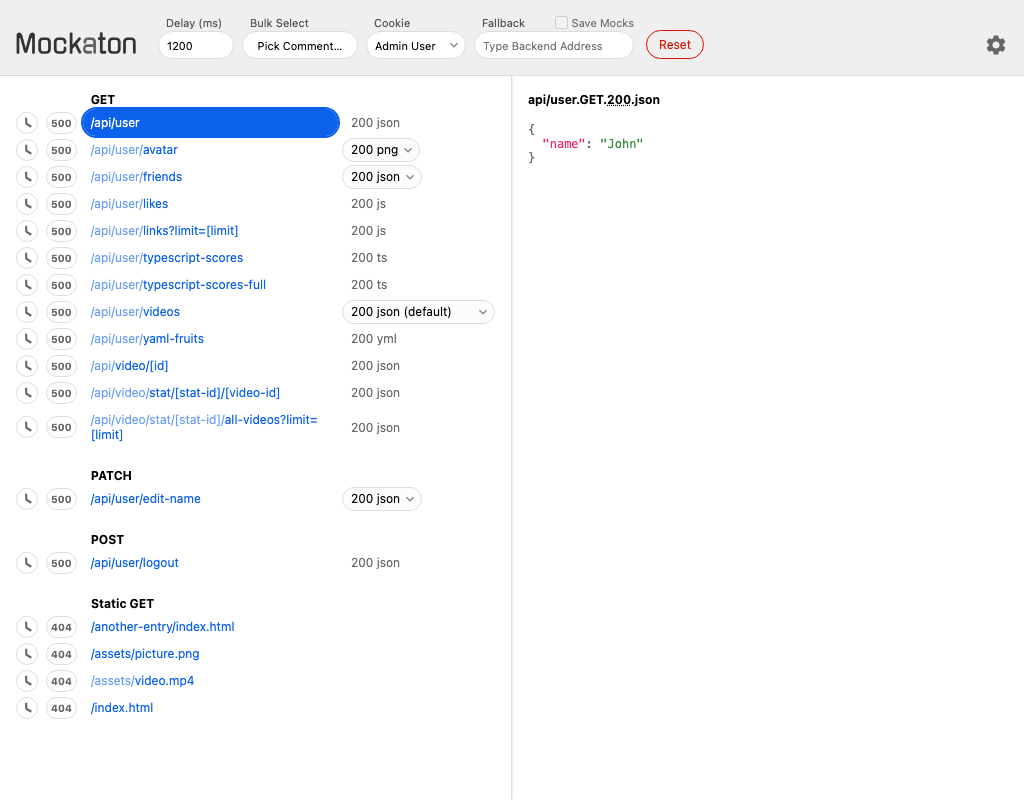 Mockaton
Delay (ms)
1200
Bulk Select
Pick Comment...
Cookie
Admin User
Fallback
Type Backend Address
Save Mocks
Reset
GET
500 /api/user 200 json
500 /api/user/avatar 200 png
500 /api/user/friends 200 json
500 /api/user/likes 200 js
500 /api/user/links?limit=[limit] 200 js
500 /api/user/typescript-scores 200 ts
500 /api/user/typescript-scores-full 200 ts
500 /api/user/videos 200 json (default)
500 /api/user/yaml-fruits 200 yml
500 /api/video/[id] 200 json
500 /api/video/stat/[stat-id]/[video-id] 200 json
500 /api/video/stat/[stat-id]/all-videos?limit=
[limit] 200 json
PATCH
500 /api/user/edit-name 200 json
POST
500 /api/user/logout 200 json
Static GET
404 /another-entry/index.html
404 /assets/picture.png
404 /assets/video.mp4
404 /index.html
api/user.GET.200.json
{
"name": "John"
}